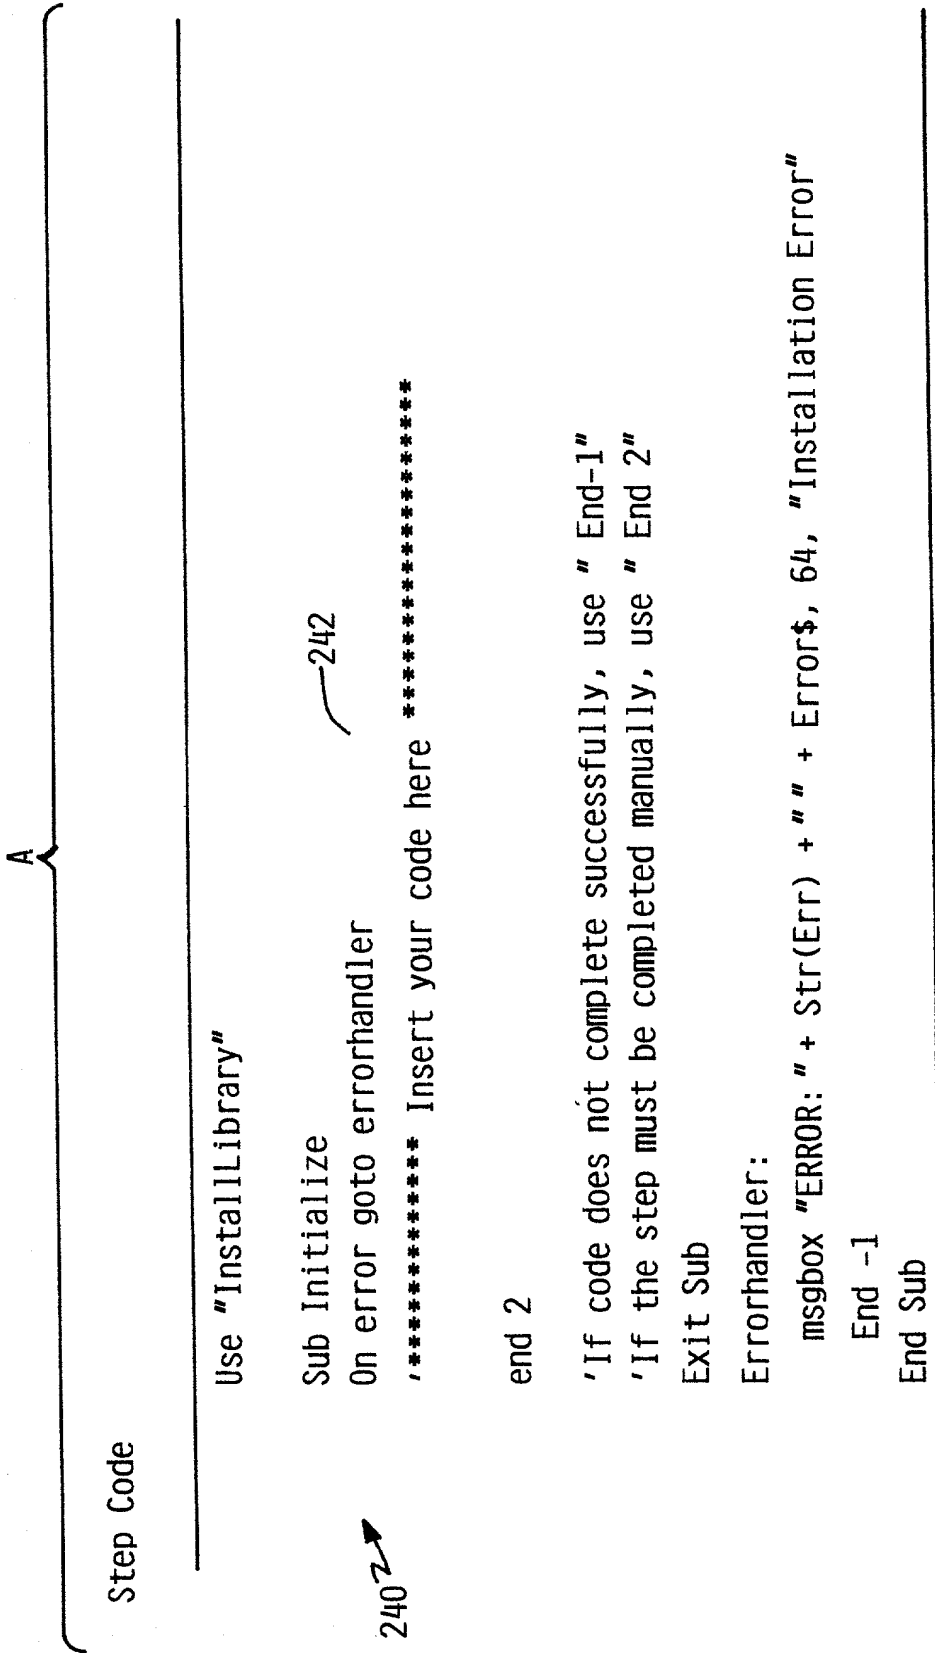 A
Step Code
Use "InstallLibrary"
Sub Initialize
On error goto errorhandler
'************ Insert your code here *********************
end 2
'If code does not complete successfully, use " End-1"
'If the step must be completed manually, use " End 2"
Exit Sub
Errorhandler:
msgbox "ERROR: " + Str(Err) + " " + Error$, 64, "Installation Error"
End -1
End Sub
240
242